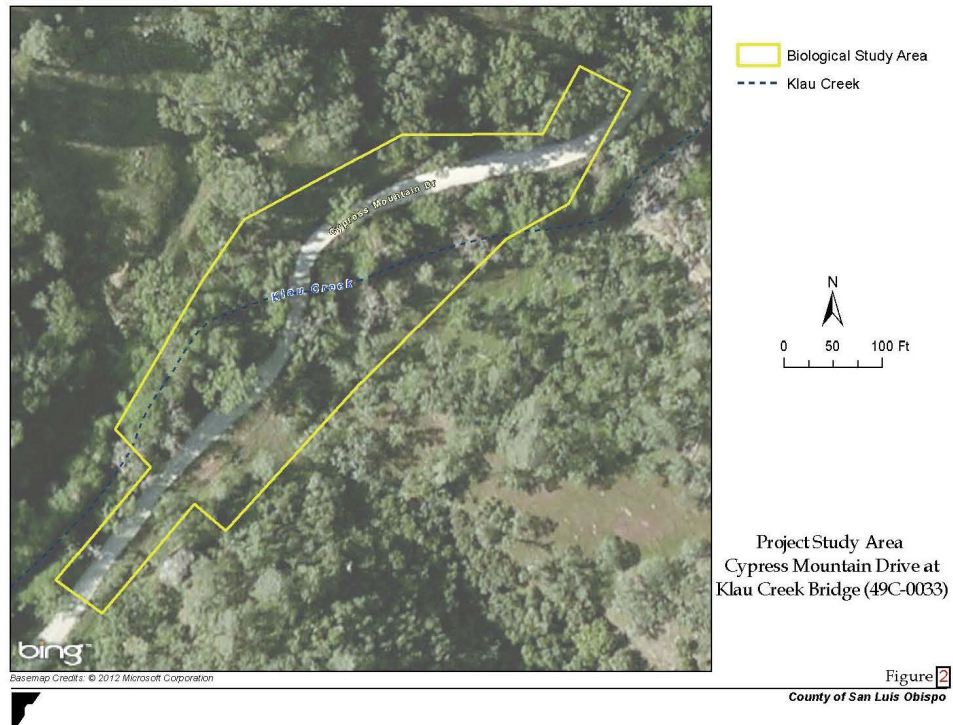 Biological Study Area
Klau Creek
Cypress Mountain Dr
Klau Creek
N
0 50 100 Ft
Project Study Area
Cypress Mountain Drive at
Klau Creek Bridge (49C-0033)
bing™
Basemap Credits: © 2012 Microsoft Corporation
Figure 2
County of San Luis Obispo